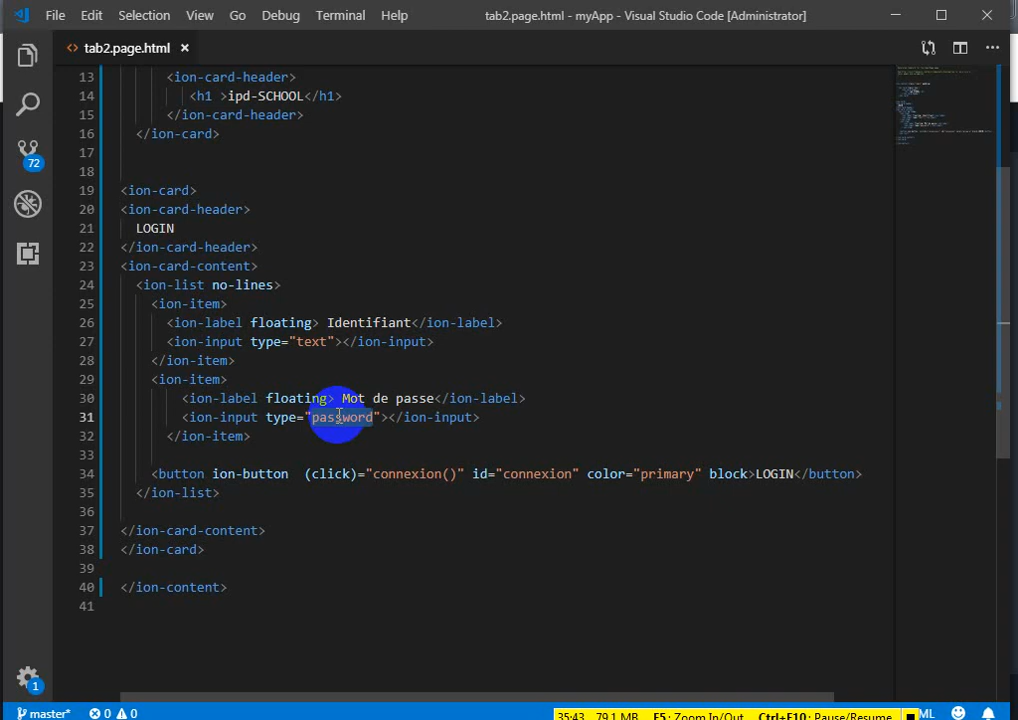 File Edit Selection View Go Debug Terminal Help tab2.page.html - myApp - Visual Studio Code [Administrator]
<> tab2.page.html ×
13 <ion-card-header>
14 <h1 >ipd-SCHOOL</h1>
15 </ion-card-header>
16 </ion-card>
17
18
19 <ion-card>
20 <ion-card-header>
21 LOGIN
22 </ion-card-header>
23 <ion-card-content>
24 <ion-list no-lines>
25 <ion-item>
26 <ion-label floating> Identifiant</ion-label>
27 <ion-input type="text"></ion-input>
28 </ion-item>
29 <ion-item>
30 <ion-label floating> Mot de passe</ion-label>
31 <ion-input type="password"></ion-input>
32 </ion-item>
33
34 <button ion-button  (click)="connexion()" id="connexion" color="primary" block>LOGIN</button>
35 </ion-list>
36
37 </ion-card-content>
38 </ion-card>
39
40 </ion-content>
41
72
1
master* 0 0 35:43 79.1 MB F5: Zoom In/Out Ctrl+F10: Pause/Resume ML